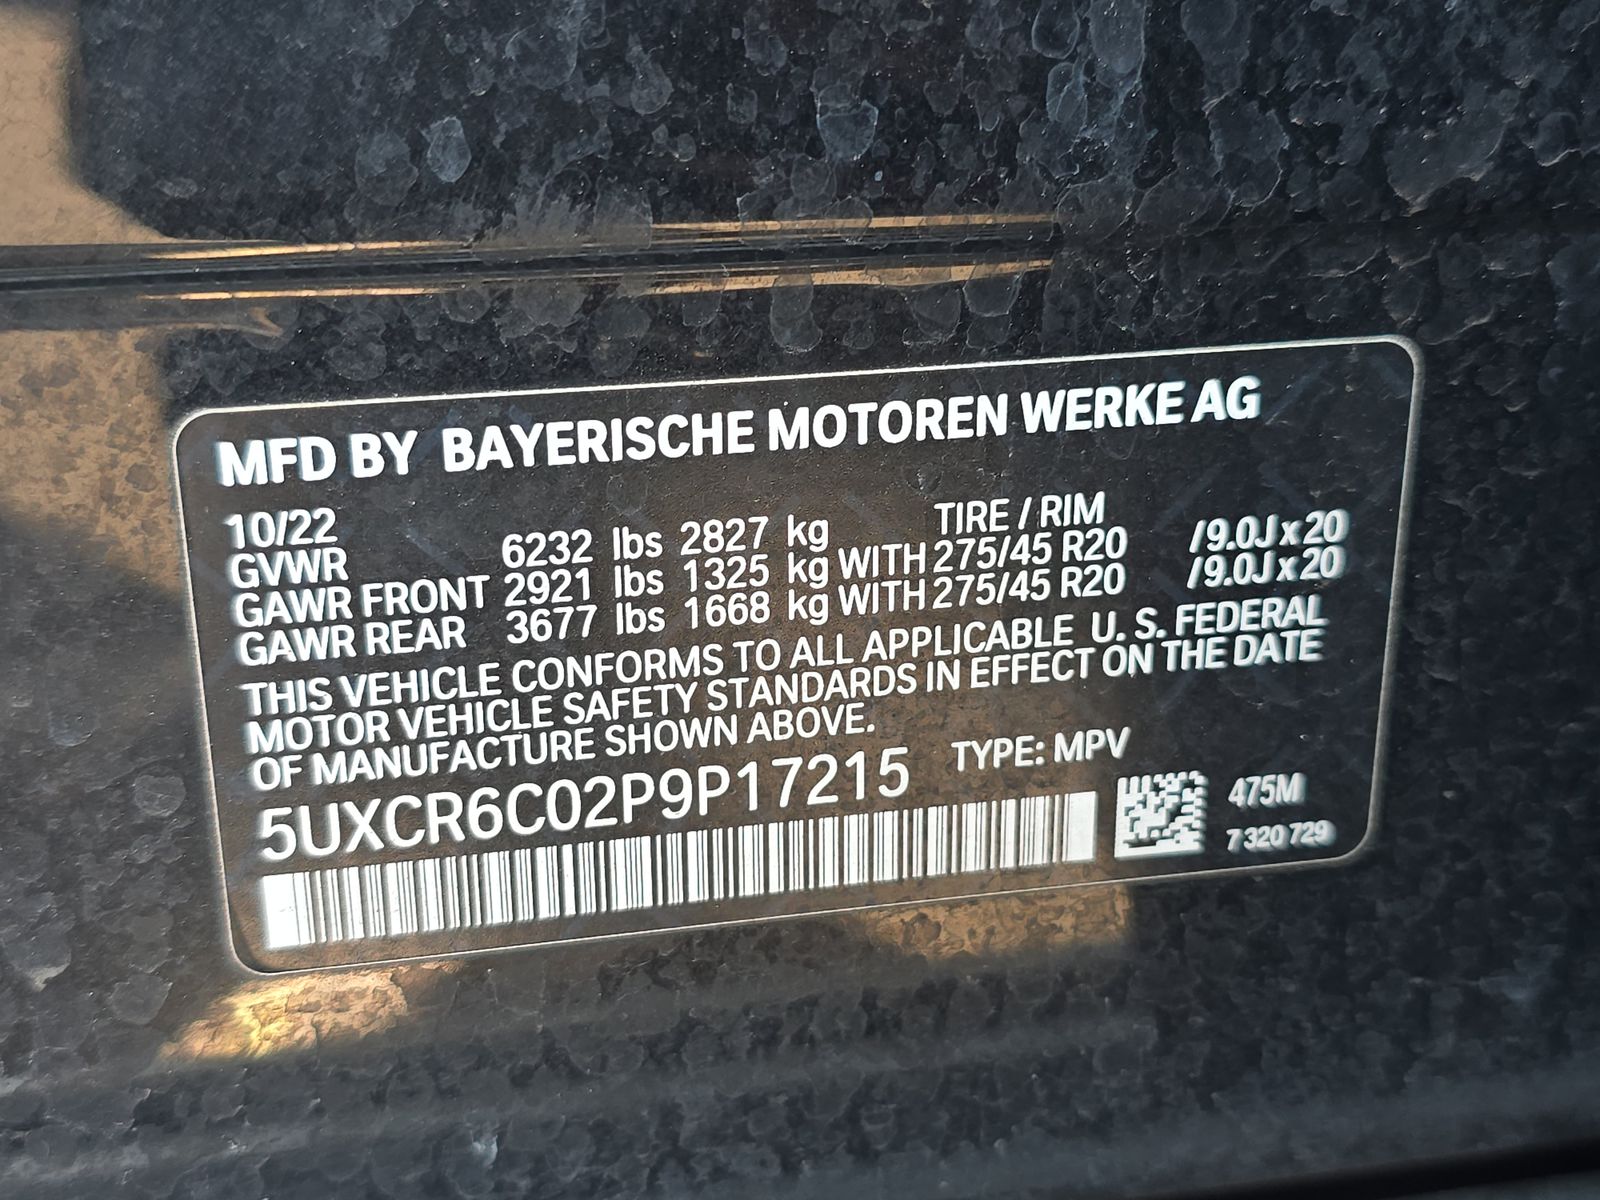 MFD BY BAYERISCHE MOTOREN WERKE AG
10/22 TIRE / RIM
GVWR 6232 lbs 2827 kg
GAWR FRONT 2921 lbs 1325 kg WITH 275/45 R20 /9.0J x 20
GAWR REAR 3677 lbs 1668 kg WITH 275/45 R20 /9.0J x 20
THIS VEHICLE CONFORMS TO ALL APPLICABLE U. S. FEDERAL
MOTOR VEHICLE SAFETY STANDARDS IN EFFECT ON THE DATE
OF MANUFACTURE SHOWN ABOVE.
5UXCR6C02P9P17215 TYPE: MPV
475M
7 320 729